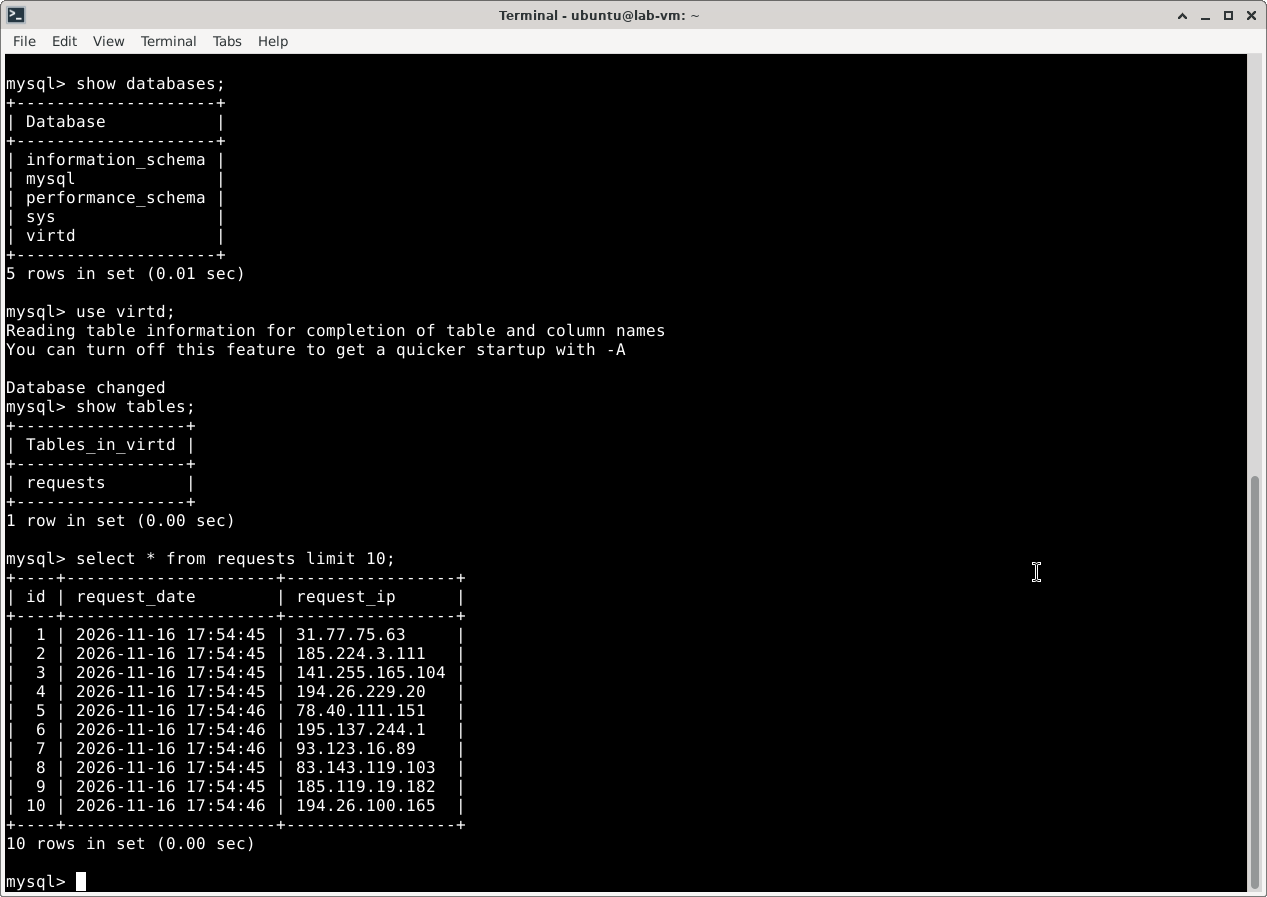 Terminal - ubuntu@lab-vm: ~
File Edit View Terminal Tabs Help
mysql> show databases;
+--------------------+
| Database           |
+--------------------+
| information_schema |
| mysql              |
| performance_schema |
| sys                |
| virtd              |
+--------------------+
5 rows in set (0.01 sec)
mysql> use virtd;
Reading table information for completion of table and column names
You can turn off this feature to get a quicker startup with -A
Database changed
mysql> show tables;
+-----------------+
| Tables_in_virtd |
+-----------------+
| requests        |
+-----------------+
1 row in set (0.00 sec)
mysql> select * from requests limit 10;
+----+---------------------+-----------------+
| id | request_date        | request_ip      |
+----+---------------------+-----------------+
|  1 | 2026-11-16 17:54:45 | 31.77.75.63     |
|  2 | 2026-11-16 17:54:45 | 185.224.3.111   |
|  3 | 2026-11-16 17:54:45 | 141.255.165.104 |
|  4 | 2026-11-16 17:54:45 | 194.26.229.20   |
|  5 | 2026-11-16 17:54:46 | 78.40.111.151   |
|  6 | 2026-11-16 17:54:46 | 195.137.244.1   |
|  7 | 2026-11-16 17:54:46 | 93.123.16.89    |
|  8 | 2026-11-16 17:54:45 | 83.143.119.103  |
|  9 | 2026-11-16 17:54:45 | 185.119.19.182  |
| 10 | 2026-11-16 17:54:46 | 194.26.100.165  |
+----+---------------------+-----------------+
10 rows in set (0.00 sec)
mysql>